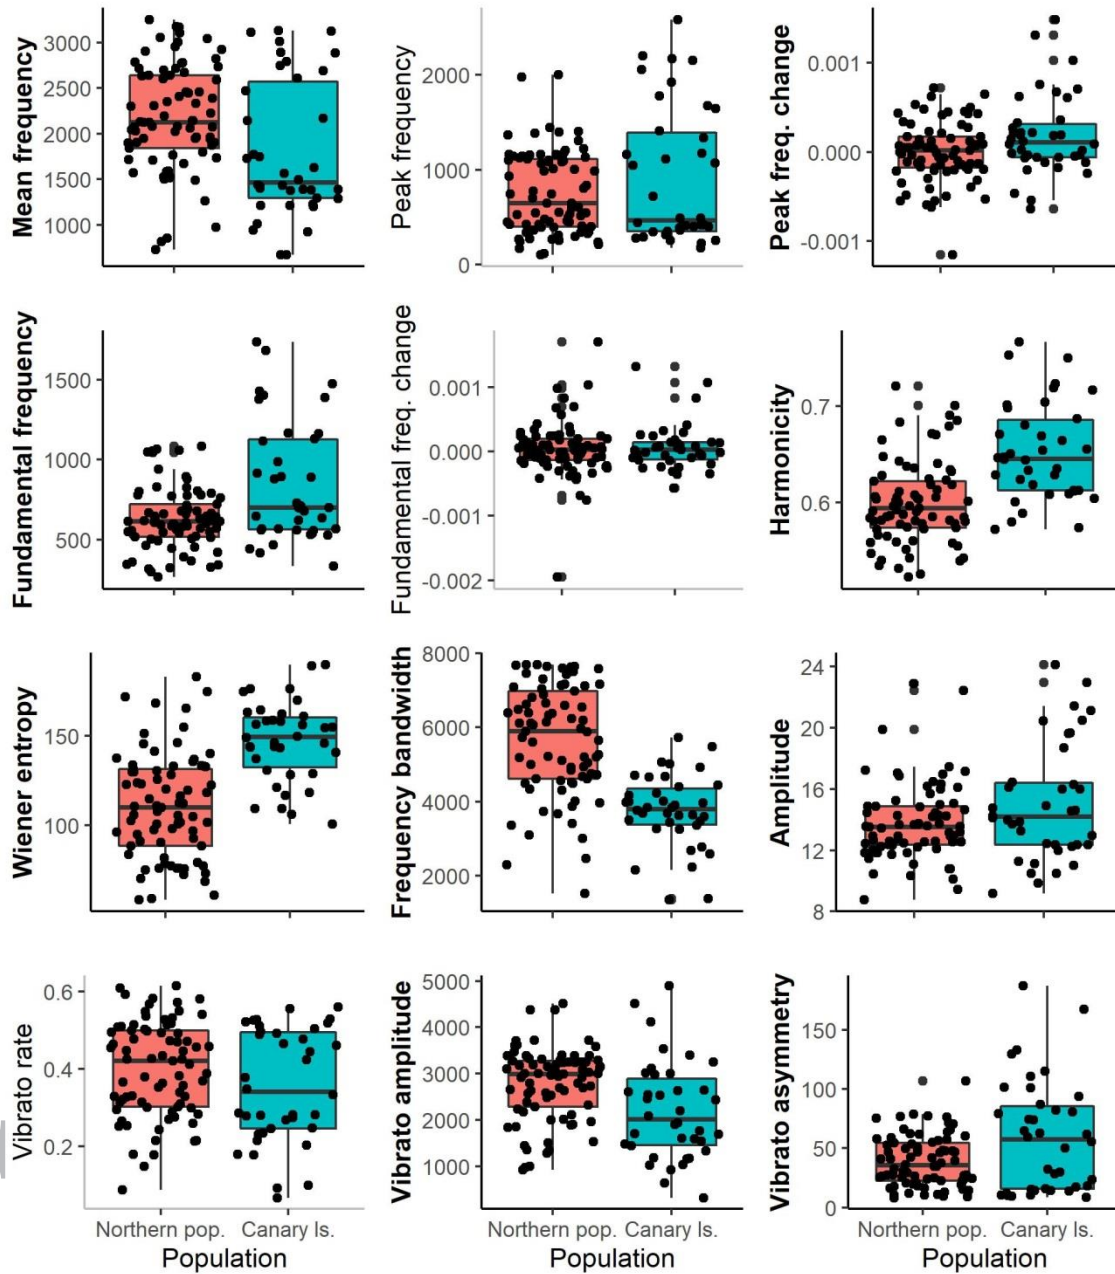 Mean frequency
3000
2500
2000
1500
1000
Peak frequency
2000
1000
0
Peak freq. change
0.001
0.000
-0.001
Fundamental frequency
1500
1000
500
Fundamental freq. change
0.001
0.000
-0.001
-0.002
Harmonicity
0.7
0.6
Wiener entropy
150
100
Frequency bandwidth
8000
6000
4000
2000
Amplitude
24
20
16
12
8
Vibrato rate
0.6
0.4
0.2
Northern pop. Canary Is.
Population
Vibrato amplitude
5000
4000
3000
2000
1000
Northern pop. Canary Is.
Population
Vibrato asymmetry
150
100
50
0
Northern pop. Canary Is.
Population